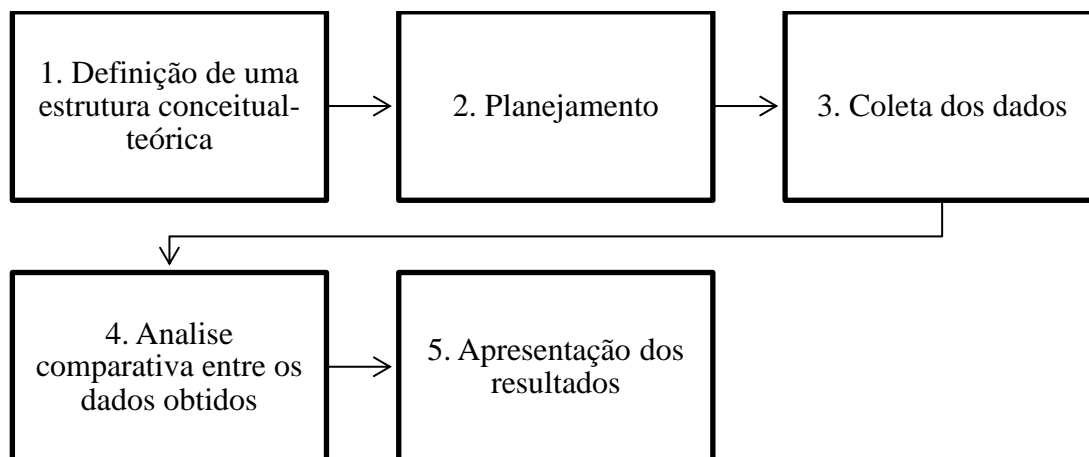 1. Definição de uma
estrutura conceitual-
teórica
2. Planejamento
3. Coleta dos dados
4. Analise
comparativa entre os
dados obtidos
5. Apresentação dos
resultados